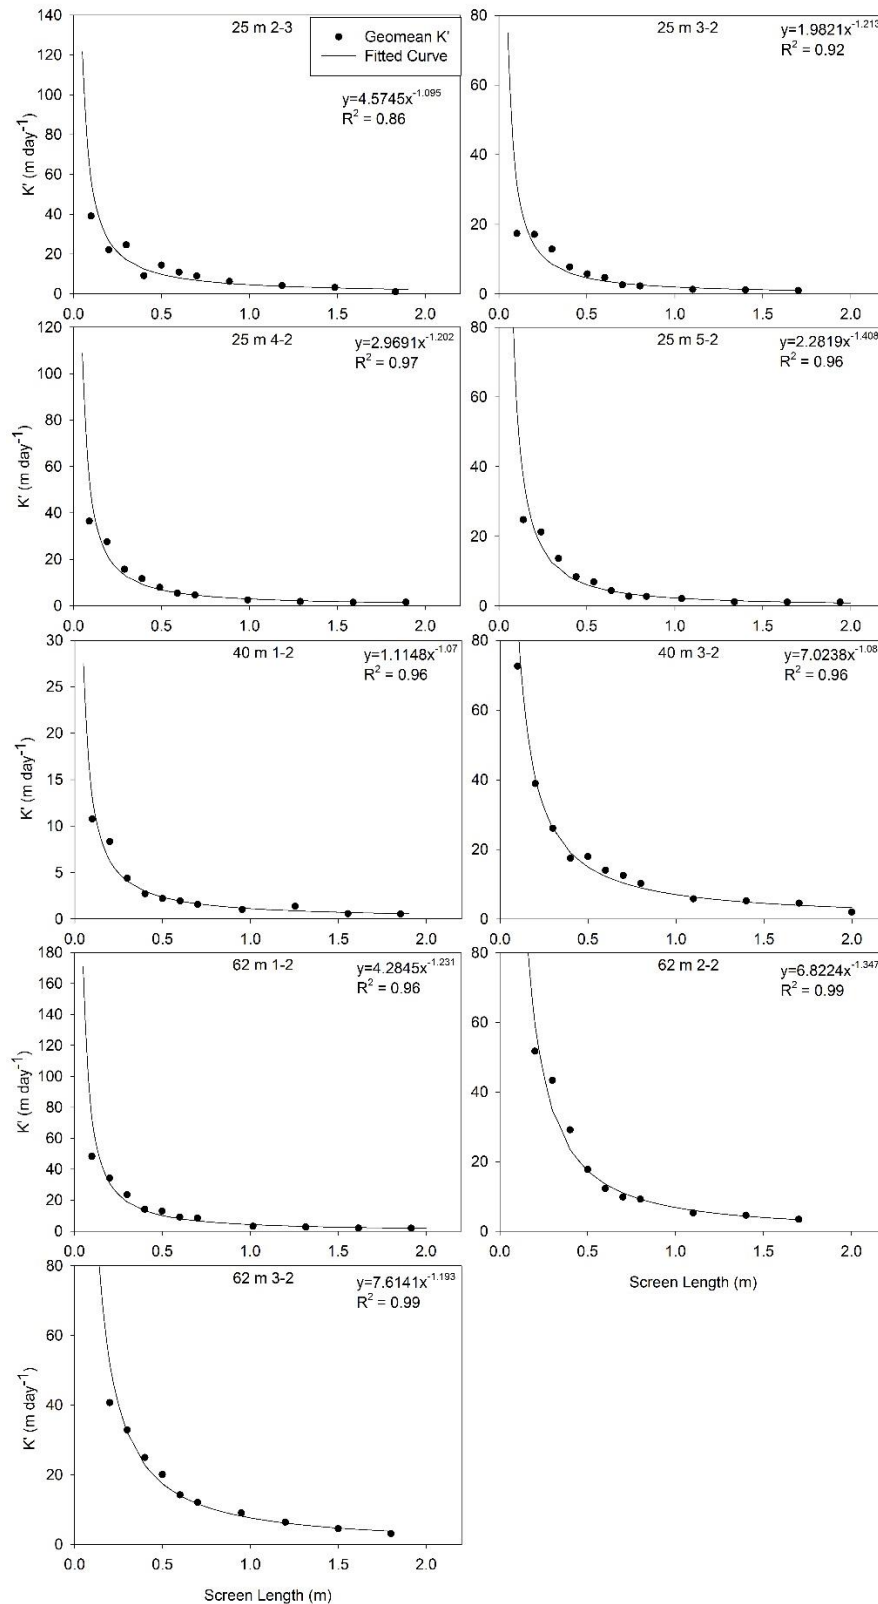 25 m 2-3
Geomean K'
Fitted Curve
y=4.5745x^-1.095
R² = 0.86
K' (m day⁻¹)
140
120
100
80
60
40
20
0
0.0 0.5 1.0 1.5 2.0
25 m 3-2
y=1.9821x^-1.213
R² = 0.92
80
60
40
20
0
0.0 0.5 1.0 1.5 2.0
25 m 4-2
y=2.9691x^-1.202
R² = 0.97
K' (m day⁻¹)
120
100
80
60
40
20
0
0.0 0.5 1.0 1.5 2.0
25 m 5-2
y=2.2819x^-1.408
R² = 0.96
80
60
40
20
0
0.0 0.5 1.0 1.5 2.0
40 m 1-2
y=1.1148x^-1.07
R² = 0.96
K' (m day⁻¹)
30
25
20
15
10
5
0
0.0 0.5 1.0 1.5 2.0
40 m 3-2
y=7.0238x^-1.08
R² = 0.96
80
60
40
20
0
0.0 0.5 1.0 1.5 2.0
62 m 1-2
y=4.2845x^-1.231
R² = 0.96
K' (m day⁻¹)
180
160
140
120
100
80
60
40
20
0
0.0 0.5 1.0 1.5 2.0
62 m 2-2
y=6.8224x^-1.347
R² = 0.99
80
60
40
20
0
0.0 0.5 1.0 1.5 2.0
Screen Length (m)
62 m 3-2
y=7.6141x^-1.193
R² = 0.99
K' (m day⁻¹)
80
60
40
20
0
0.0 0.5 1.0 1.5 2.0
Screen Length (m)